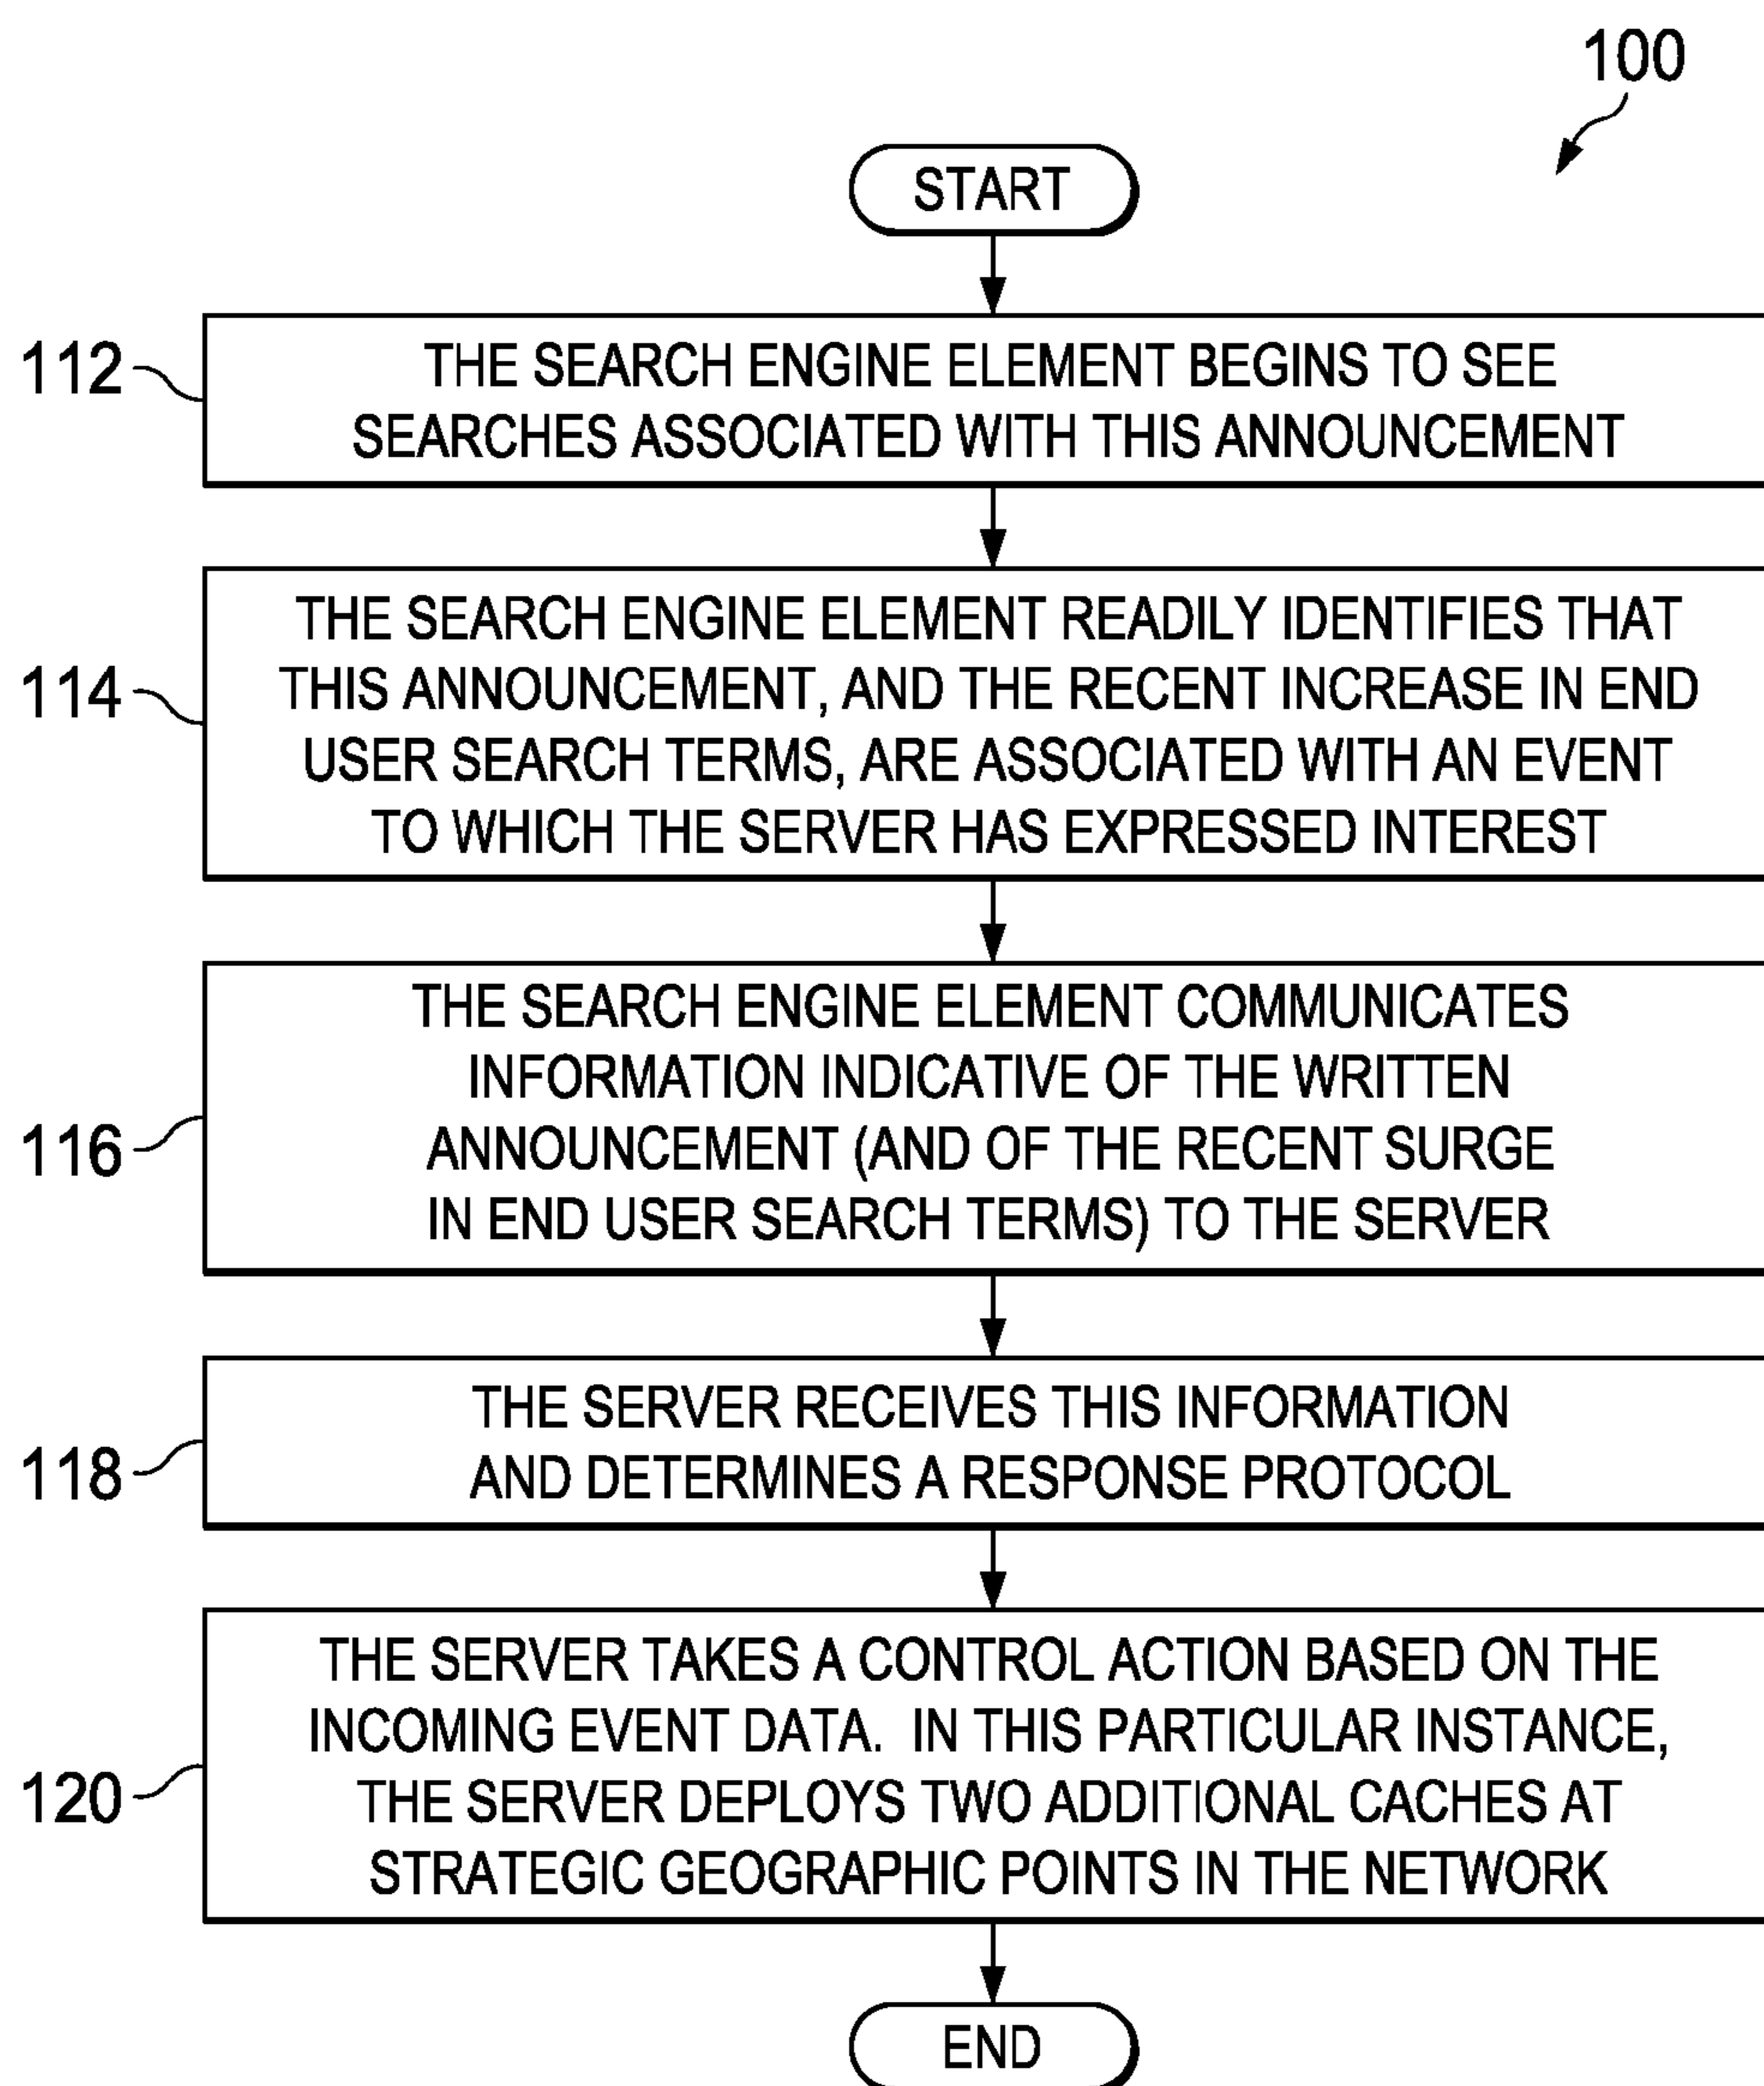 100
START
112
THE SEARCH ENGINE ELEMENT BEGINS TO SEE
SEARCHES ASSOCIATED WITH THIS ANNOUNCEMENT
114
THE SEARCH ENGINE ELEMENT READILY IDENTIFIES THAT
THIS ANNOUNCEMENT, AND THE RECENT INCREASE IN END
USER SEARCH TERMS, ARE ASSOCIATED WITH AN EVENT
TO WHICH THE SERVER HAS EXPRESSED INTEREST
116
THE SEARCH ENGINE ELEMENT COMMUNICATES
INFORMATION INDICATIVE OF THE WRITTEN
ANNOUNCEMENT (AND OF THE RECENT SURGE
IN END USER SEARCH TERMS) TO THE SERVER
118
THE SERVER RECEIVES THIS INFORMATION
AND DETERMINES A RESPONSE PROTOCOL
120
THE SERVER TAKES A CONTROL ACTION BASED ON THE
INCOMING EVENT DATA. IN THIS PARTICULAR INSTANCE,
THE SERVER DEPLOYS TWO ADDITIONAL CACHES AT
STRATEGIC GEOGRAPHIC POINTS IN THE NETWORK
END